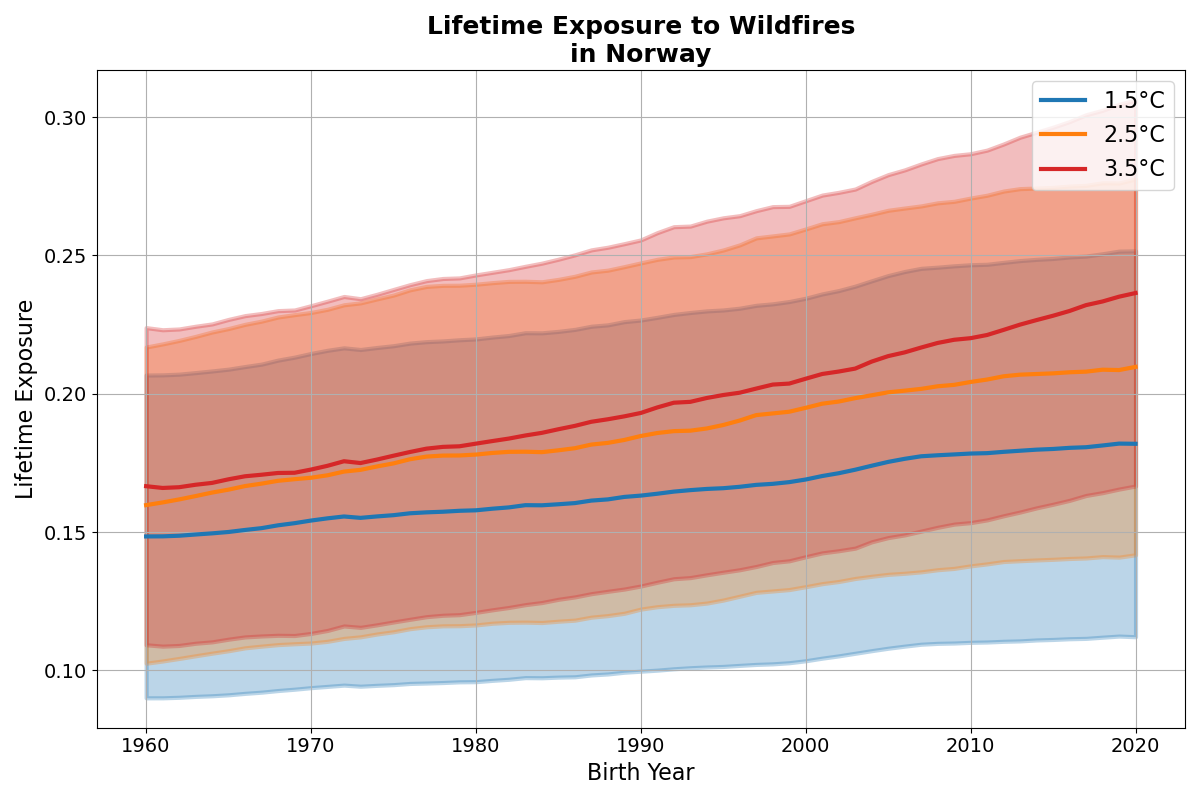 Lifetime Exposure to Wildfires
in Norway
1.5°C
2.5°C
3.5°C
0.30
0.25
0.20
0.15
0.10
Lifetime Exposure
1960
1970
1980
1990
2000
2010
2020
Birth Year